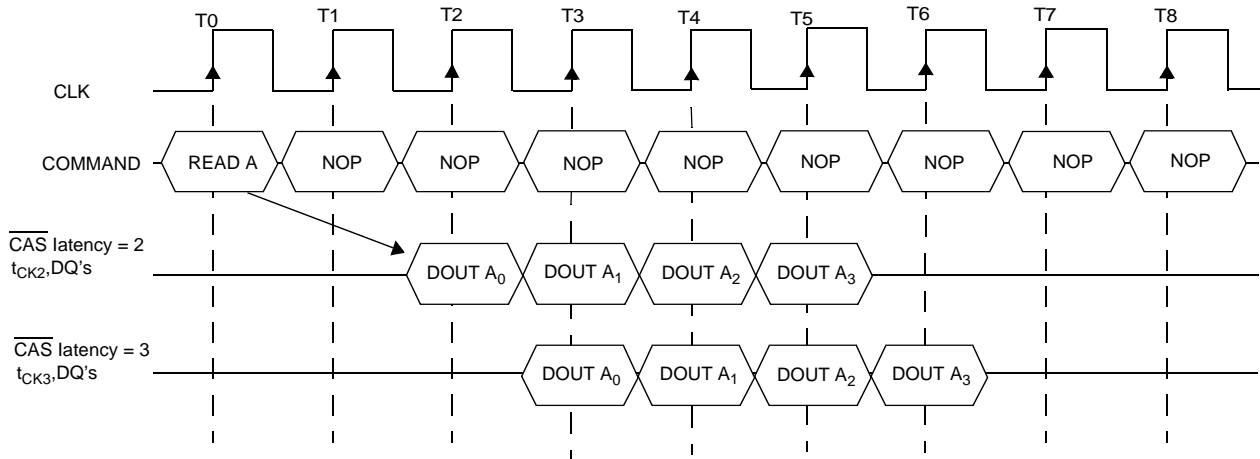 T0 T1 T2 T3 T4 T5 T6 T7 T8
CLK
COMMAND READ A NOP NOP NOP NOP NOP NOP NOP NOP
CAS latency = 2
tCK2,DQ's DOUT A0 DOUT A1 DOUT A2 DOUT A3
CAS latency = 3
tCK3,DQ's DOUT A0 DOUT A1 DOUT A2 DOUT A3